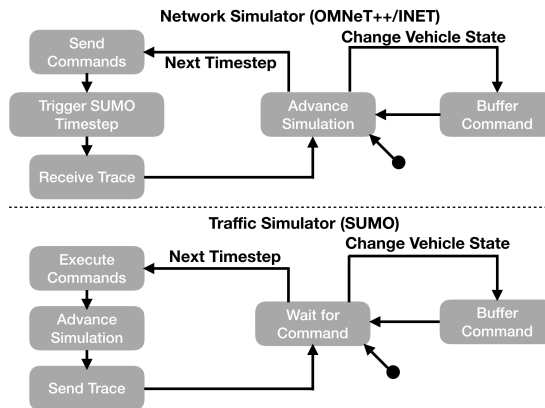 Network Simulator (OMNeT++/INET)
Send
Commands
Next Timestep
Change Vehicle State
Trigger SUMO
Timestep
Advance
Simulation
Buffer
Command
Receive Trace
Traffic Simulator (SUMO)
Execute
Commands
Next Timestep
Change Vehicle State
Advance
Simulation
Wait for
Command
Buffer
Command
Send Trace